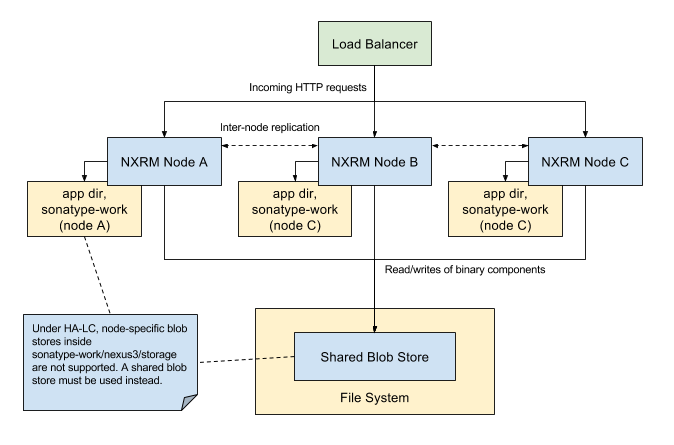 Load Balancer
Incoming HTTP requests
Inter-node replication
NXRM Node A
NXRM Node B
NXRM Node C
app dir,
sonatype-work
(node A)
app dir,
sonatype-work
(node C)
app dir,
sonatype-work
(node C)
Read/writes of binary components
Under HA-LC, node-specific blob
stores inside
sonatype-work/nexus3/storage
are not supported. A shared blob
store must be used instead.
Shared Blob Store
File System